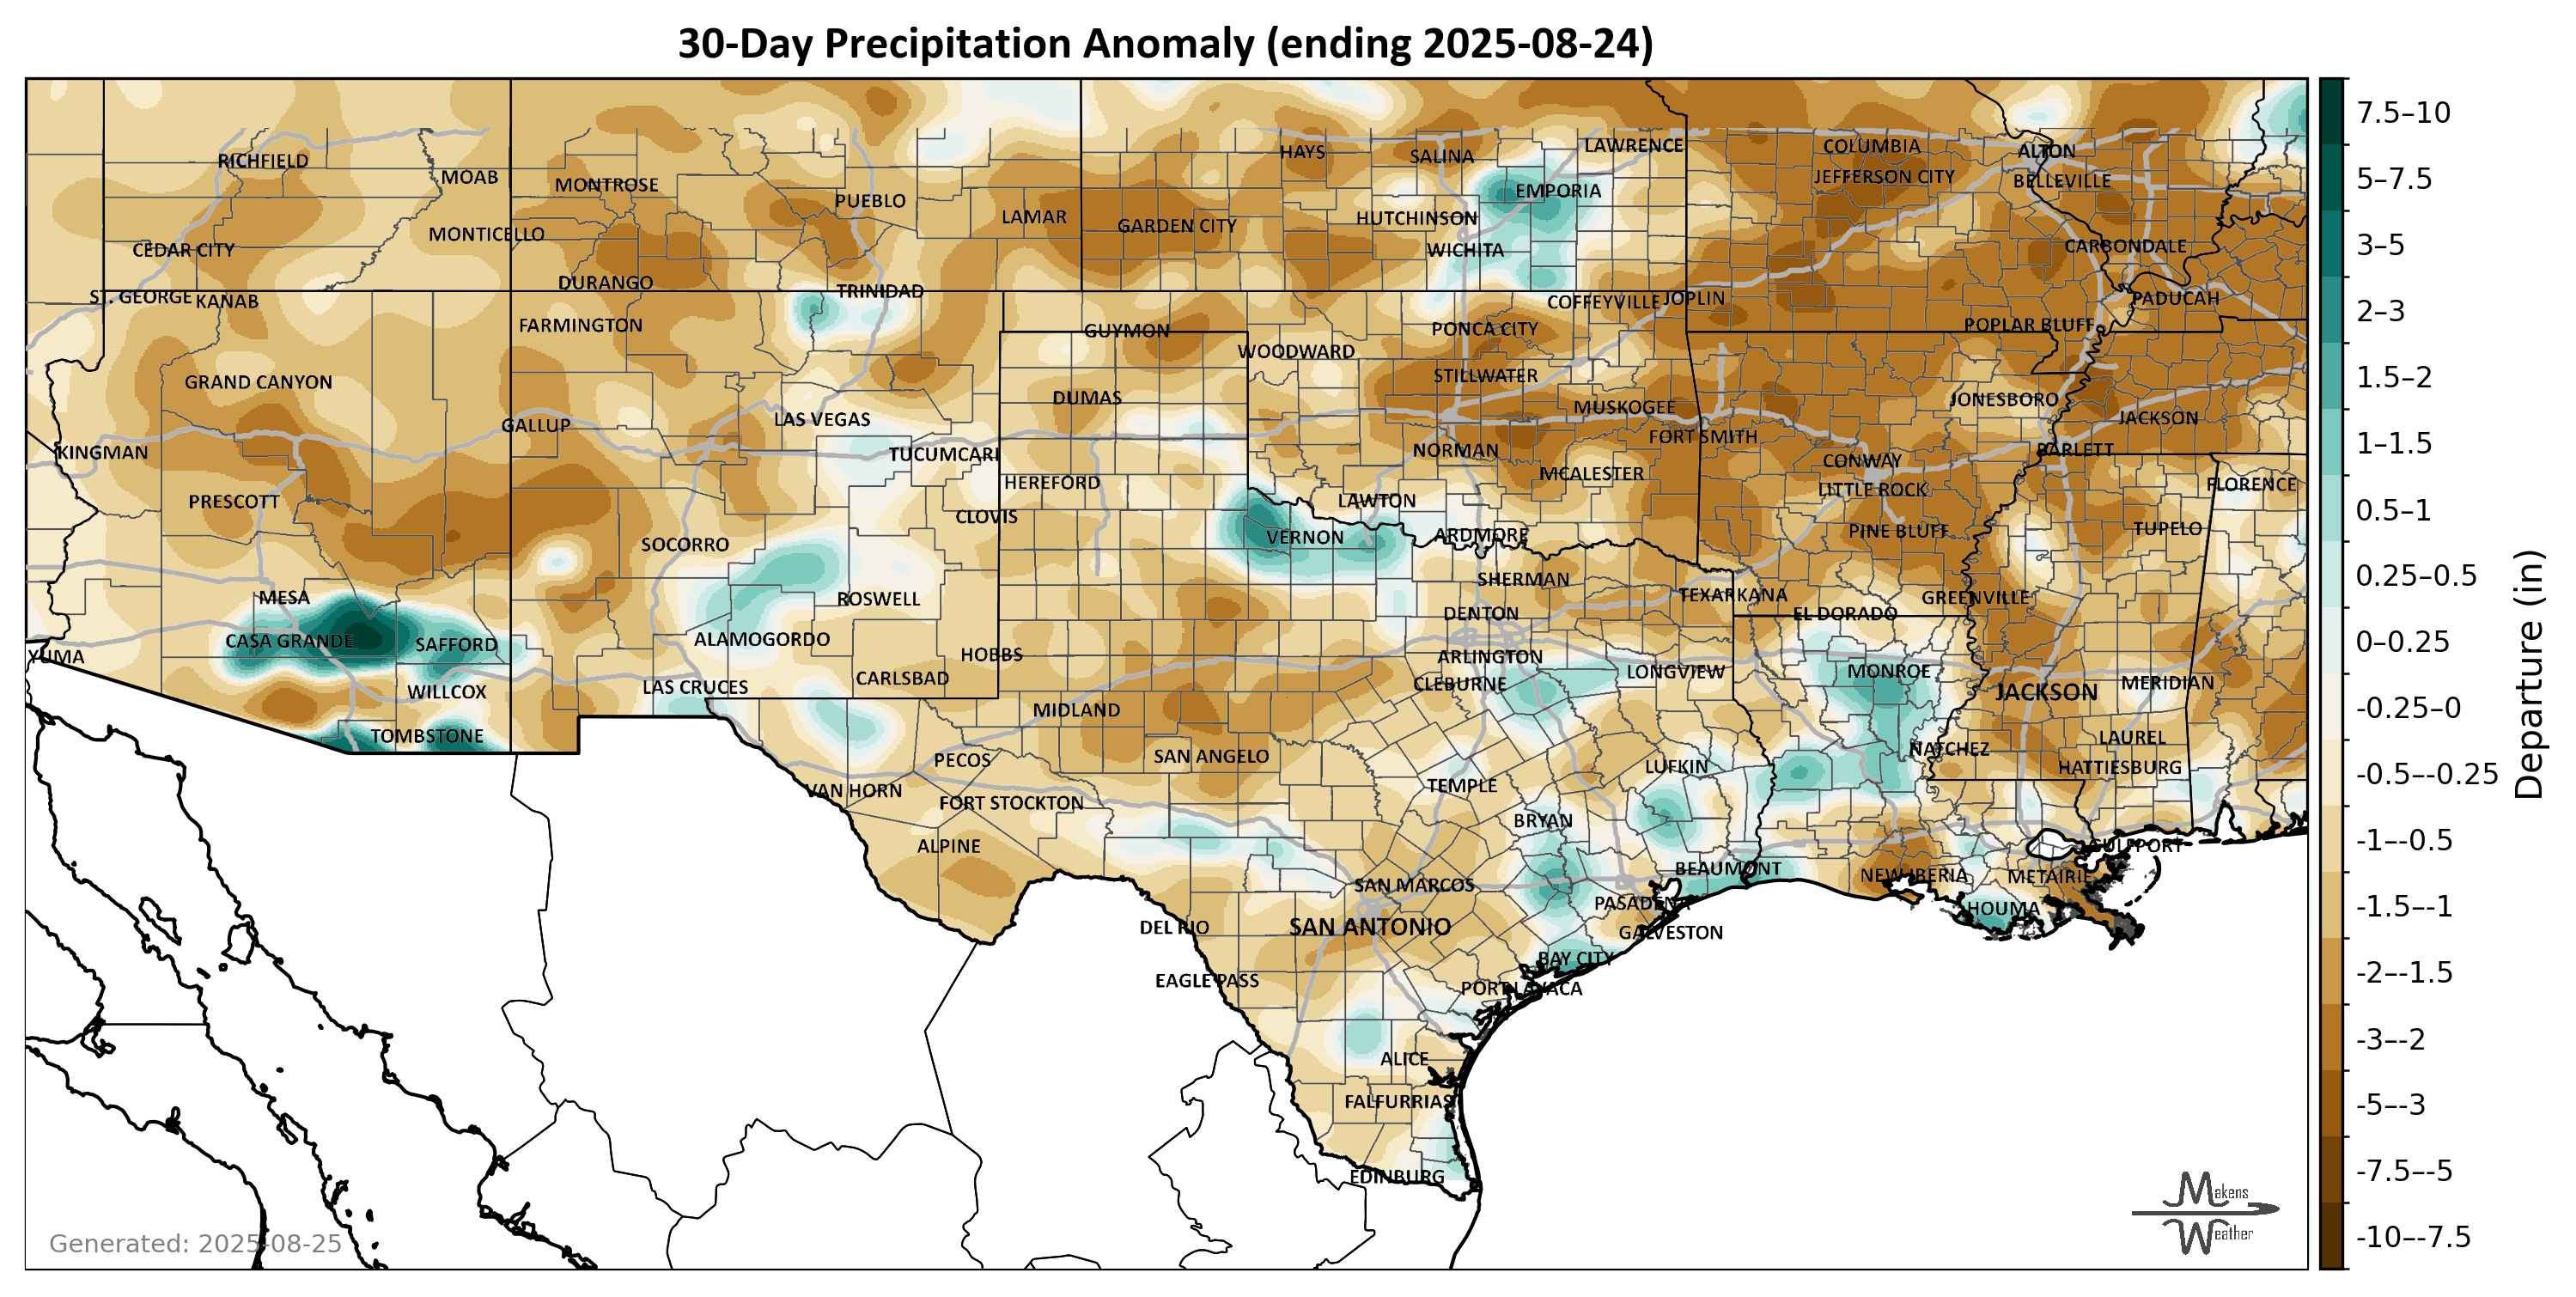 30-Day Precipitation Anomaly (ending 2025-08-24)
RICHFIELD
MOAB
MONTROSE
PUEBLO
LAMAR
HAYS
SALINA
LAWRENCE
COLUMBIA
ALTON
JEFFERSON CITY
BELLEVILLE
EMPORIA
GARDEN CITY
HUTCHINSON
WICHITA
CEDAR CITY
MONTICELLO
CARBONDALE
DURANGO
TRINIDAD
ST. GEORGE
KANAB
COFFEYVILLE
JOPLIN
PADUCAH
FARMINGTON
GUYMON
PONCA CITY
POPLAR BLUFF
WOODWARD
GRAND CANYON
STILLWATER
DUMAS
MUSKOGEE
JONESBORO
JACKSON
LAS VEGAS
GALLUP
FORT SMITH
KINGMAN
TUCUMCARI
NORMAN
BARLETT
CONWAY
MCALESTER
HEREFORD
LITTLE ROCK
FLORENCE
PRESCOTT
LAWTON
CLOVIS
PINE BLUFF
TUPELO
SOCORRO
VERNON
ARDMORE
SHERMAN
MESA
ROSWELL
TEXARKANA
GREENVILLE
DENTON
EL DORADO
CASA GRANDE
SAFFORD
ALAMOGORDO
YUMA
HOBBS
ARLINGTON
LONGVIEW
MONROE
CARLSBAD
CLEBURNE
JACKSON
MERIDIAN
WILLCOX
LAS CRUCES
MIDLAND
TOMBSTONE
NATCHEZ
LAUREL
PECOS
SAN ANGELO
LUFKIN
HATTIESBURG
VAN HORN
FORT STOCKTON
TEMPLE
BRYAN
ALPINE
GULFPORT
BEAUMONT
NEW IBERIA
METAIRIE
SAN MARCOS
PASADENA
HOUMA
DEL RIO
SAN ANTONIO
GALVESTON
BAY CITY
EAGLE PASS
PORT LAVACA
ALICE
FALFURRIAS
EDINBURG
Generated: 2025-08-25
Makens
Weather
7.5–10
5–7.5
3–5
2–3
1.5–2
1–1.5
0.5–1
0.25–0.5
0–0.25
-0.25–0
-0.5–-0.25
-1–-0.5
-1.5–-1
-2–-1.5
-3–-2
-5–-3
-7.5–-5
-10–-7.5
Departure (in)